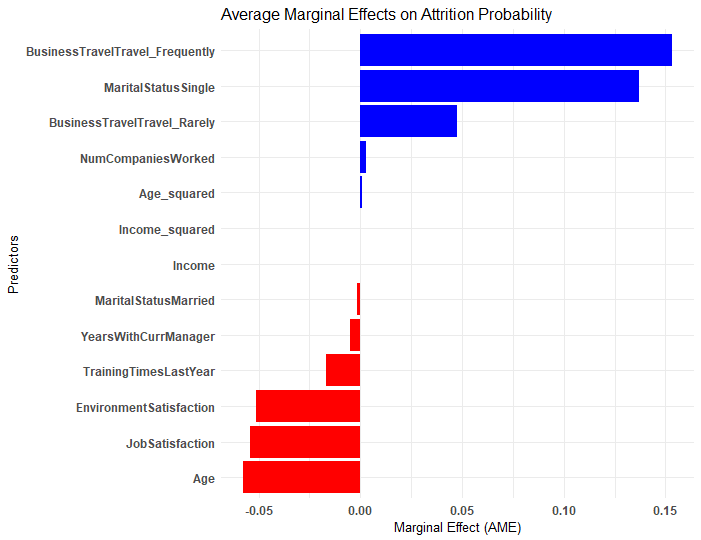 Average Marginal Effects on Attrition Probability
Predictors
BusinessTravelTravel_Frequently
MaritalStatusSingle
BusinessTravelTravel_Rarely
NumCompaniesWorked
Age_squared
Income_squared
Income
MaritalStatusMarried
YearsWithCurrManager
TrainingTimesLastYear
EnvironmentSatisfaction
JobSatisfaction
Age
-0.05 0.00 0.05 0.10 0.15
Marginal Effect (AME)